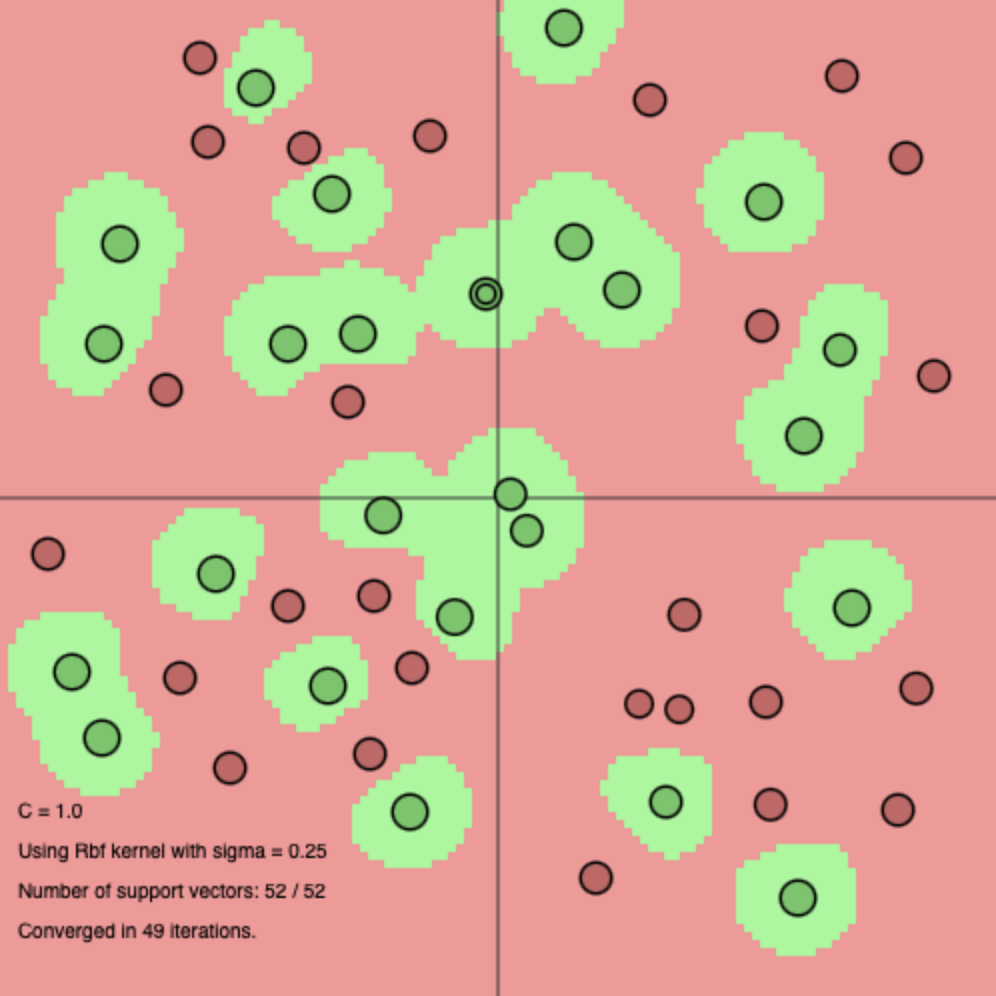 C = 1.0
Using Rbf kernel with sigma = 0.25
Number of support vectors: 52 / 52
Converged in 49 iterations.